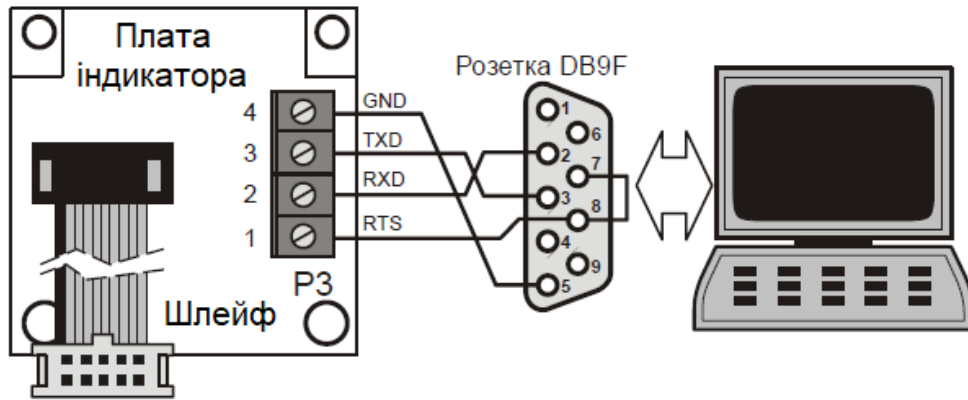 Плата
індикатора
Розетка DB9F
4
GND
3
TXD
2
RXD
1
RTS
P3
Шлейф
1
6
2
7
3
8
4
9
5